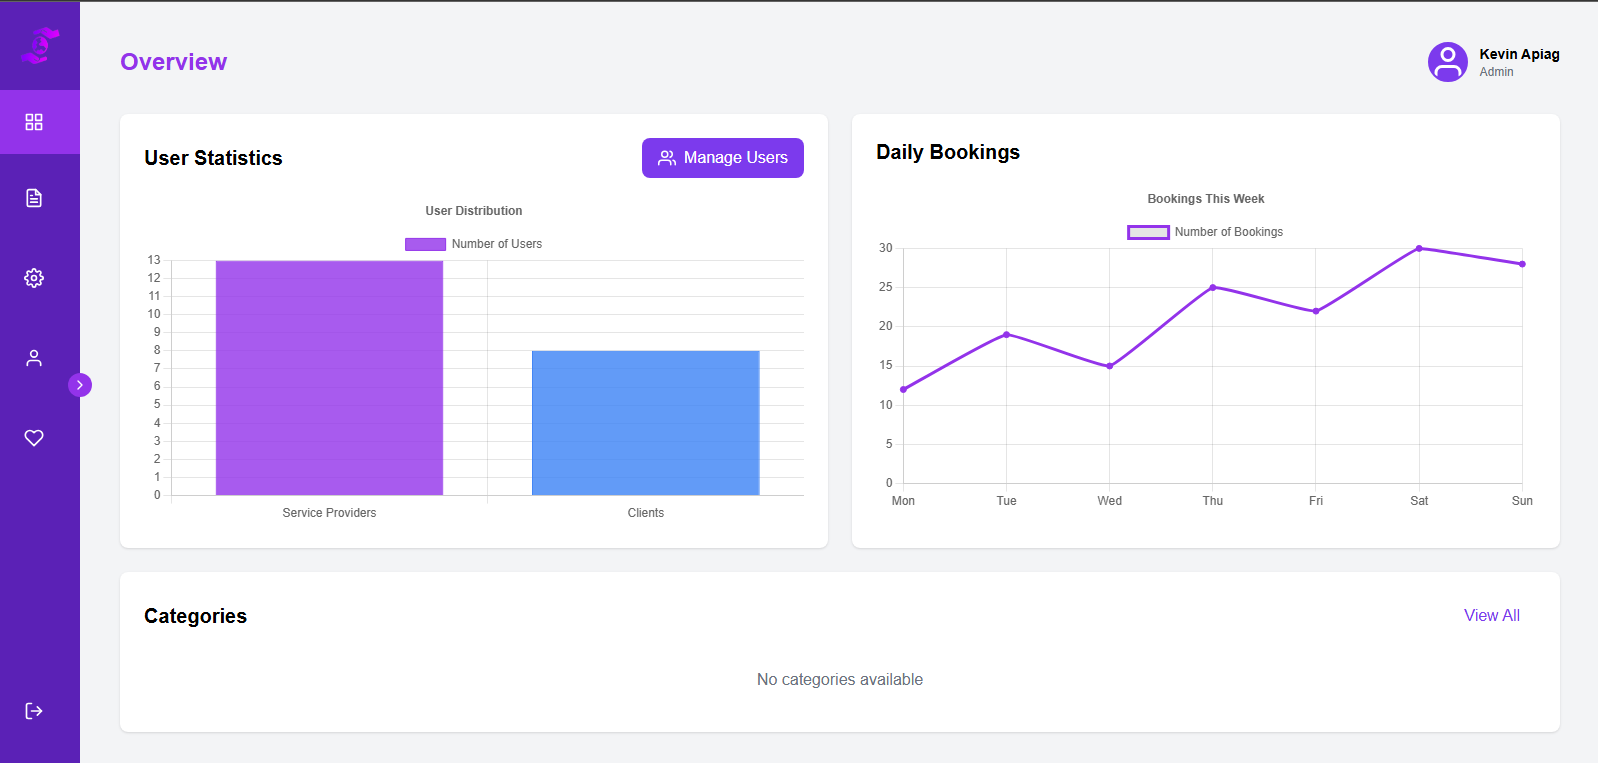 Overview
Kevin Apiag
Admin
User Statistics
Manage Users
User Distribution
Number of Users
13
12
11
10
9
8
7
6
5
4
3
2
1
0
Service Providers
Clients
Daily Bookings
Bookings This Week
Number of Bookings
30
25
20
15
10
5
0
Mon Tue Wed Thu Fri Sat Sun
Categories
View All
No categories available